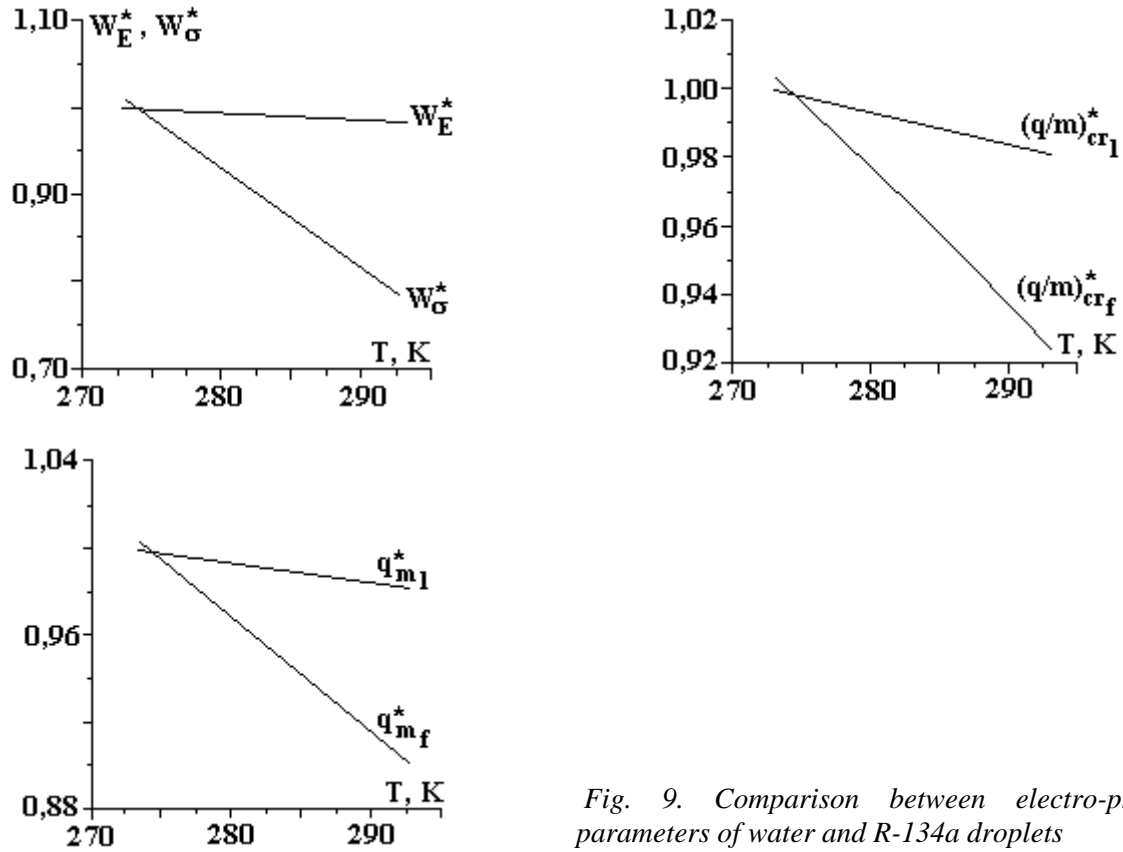 1,10 W*E , W*σ
0,90
0,70
W*E
W*σ
T, K
270 280 290
1,02
1,00
0,98
0,96
0,94
0,92
(q/m)*cr1
(q/m)*crf
T, K
270 280 290
1,04
0,96
0,88
q*m1
q*mf
T, K
270 280 290
Fig. 9. Comparison between
parameters of water and R-134a droplets